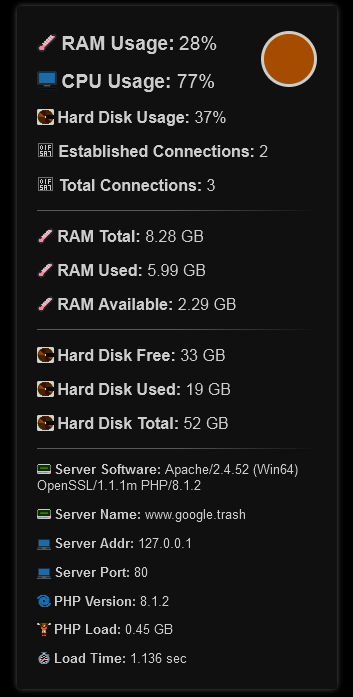 RAM Usage: 28%
CPU Usage: 77%
Hard Disk Usage: 37%
Established Connections: 2
Total Connections: 3
RAM Total: 8.28 GB
RAM Used: 5.99 GB
RAM Available: 2.29 GB
Hard Disk Free: 33 GB
Hard Disk Used: 19 GB
Hard Disk Total: 52 GB
Server Software: Apache/2.4.52 (Win64)
OpenSSL/1.1.1m PHP/8.1.2
Server Name: www.google.trash
Server Addr: 127.0.0.1
Server Port: 80
PHP Version: 8.1.2
PHP Load: 0.45 GB
Load Time: 1.136 sec